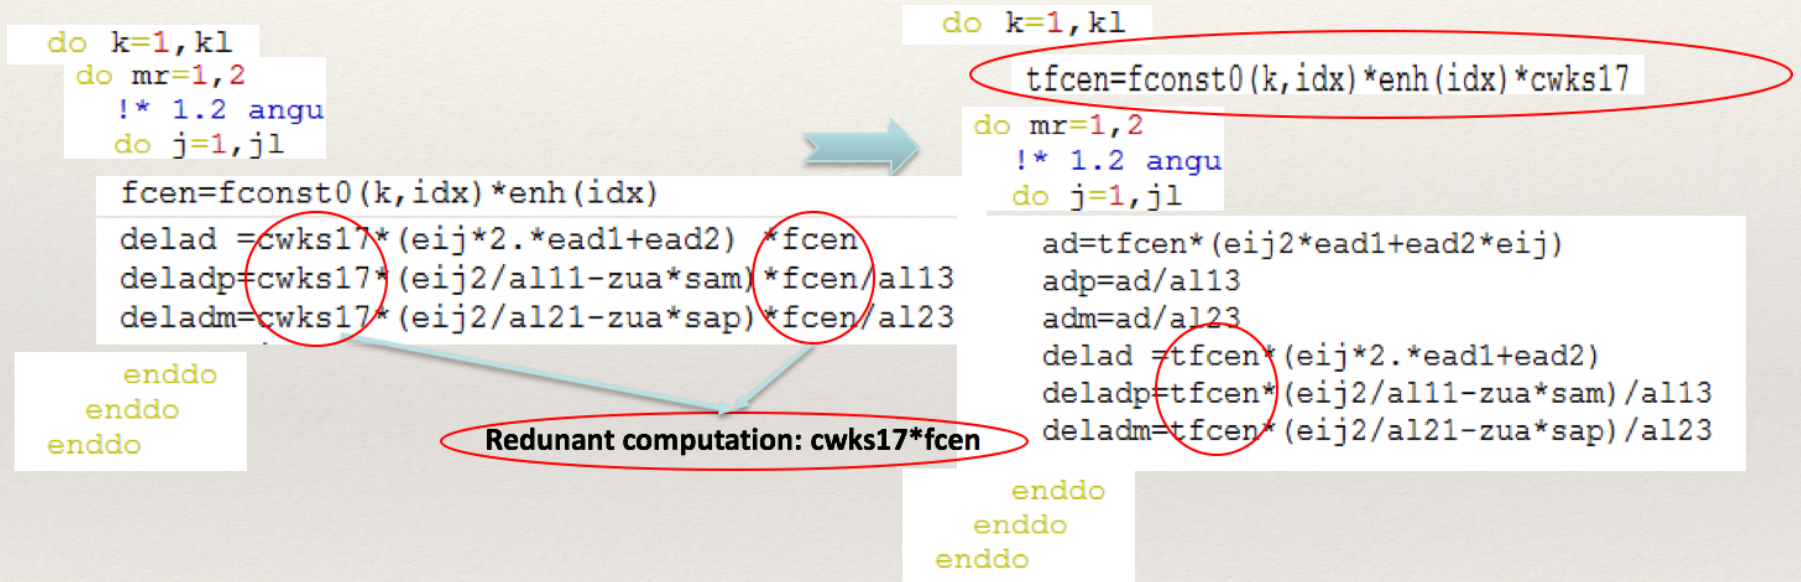 do k=1,kl
do mr=1,2
!* 1.2 angu
do j=1,jl
fcen=fconst0(k,idx)*enh(idx)
delad =cwks17*(eij*2.*ead1+ead2) *fcen
deladp=cwks17*(eij2/al11-zua*sam)*fcen/al13
deladm=cwks17*(eij2/al21-zua*sap)*fcen/al23
enddo
enddo
enddo
Redunant computation: cwks17*fcen
do k=1,kl
tfcen=fconst0(k,idx)*enh(idx)*cwks17
do mr=1,2
!* 1.2 angu
do j=1,jl
ad=tfcen*(eij2*ead1+ead2*eij)
adp=ad/al13
adm=ad/al23
delad =tfcen*(eij*2.*ead1+ead2)
deladp=tfcen*(eij2/al11-zua*sam)/al13
deladm=tfcen*(eij2/al21-zua*sap)/al23
enddo
enddo
enddo